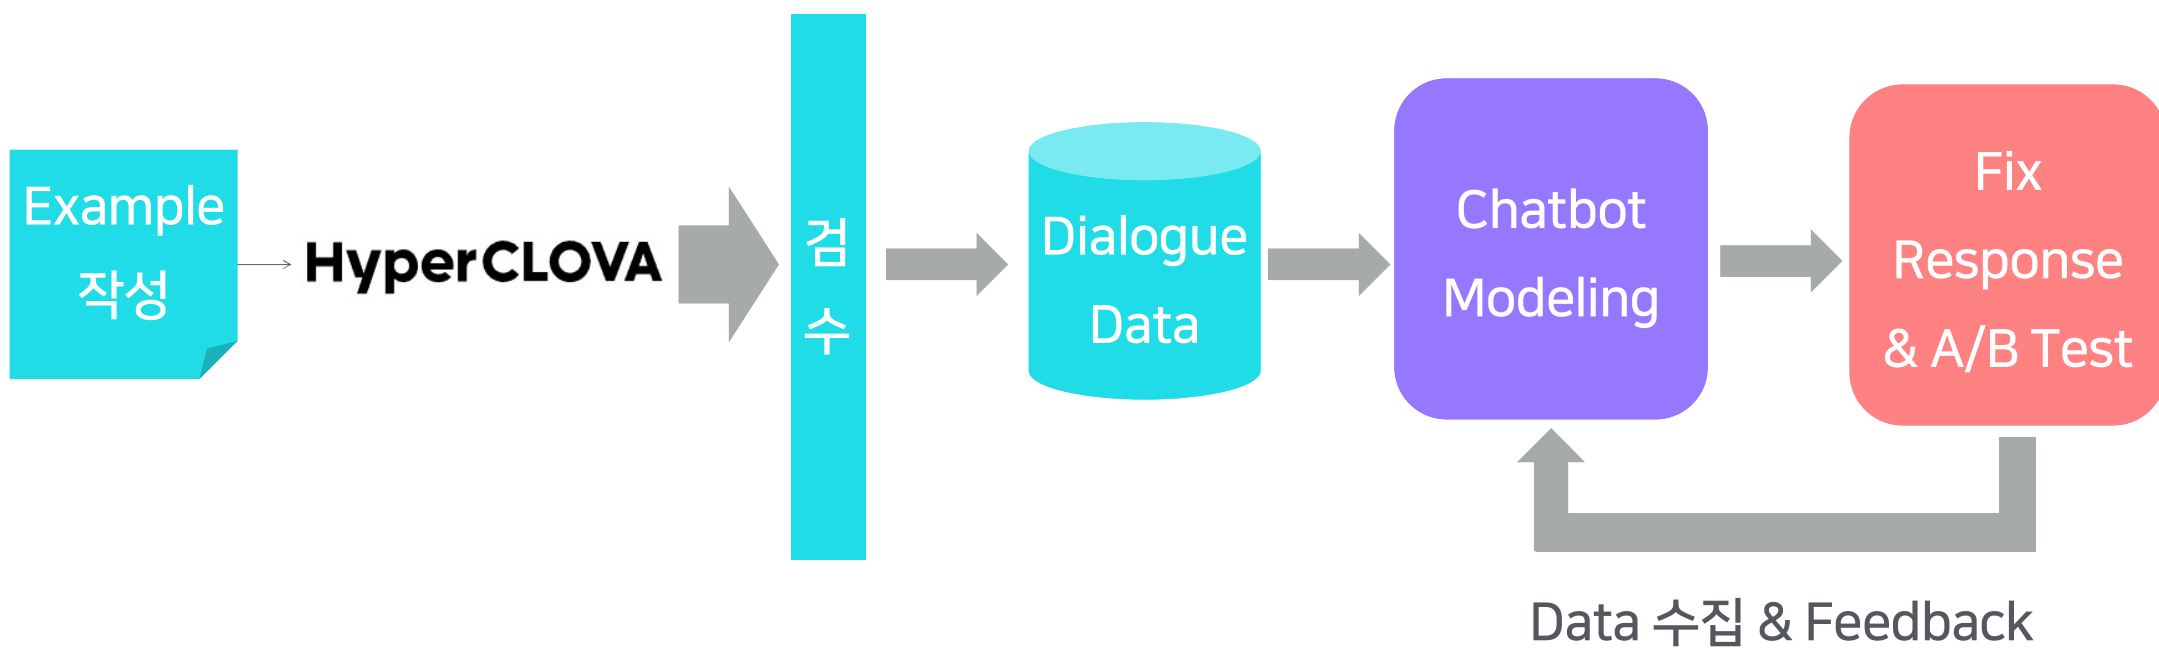 Example
작성
HyperCLOVA
검
수
Dialogue
Data
Chatbot
Modeling
Fix
Response
& A/B Test
Data 수집 & Feedback